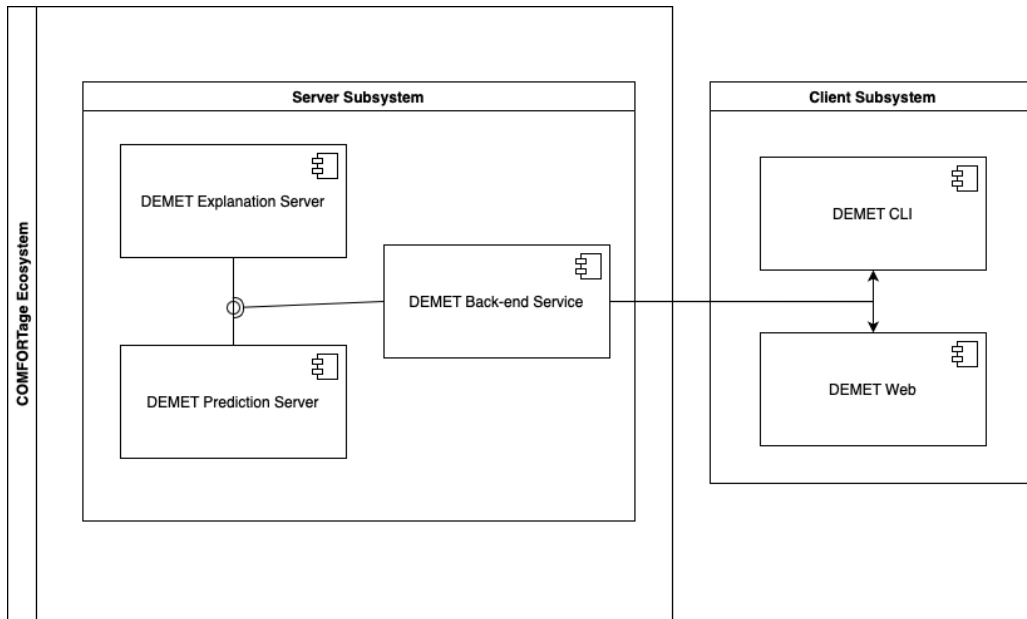 COMFORTage Ecosystem
Server Subsystem
DEMET Explanation Server
DEMET Back-end Service
DEMET Prediction Server
Client Subsystem
DEMET CLI
DEMET Web